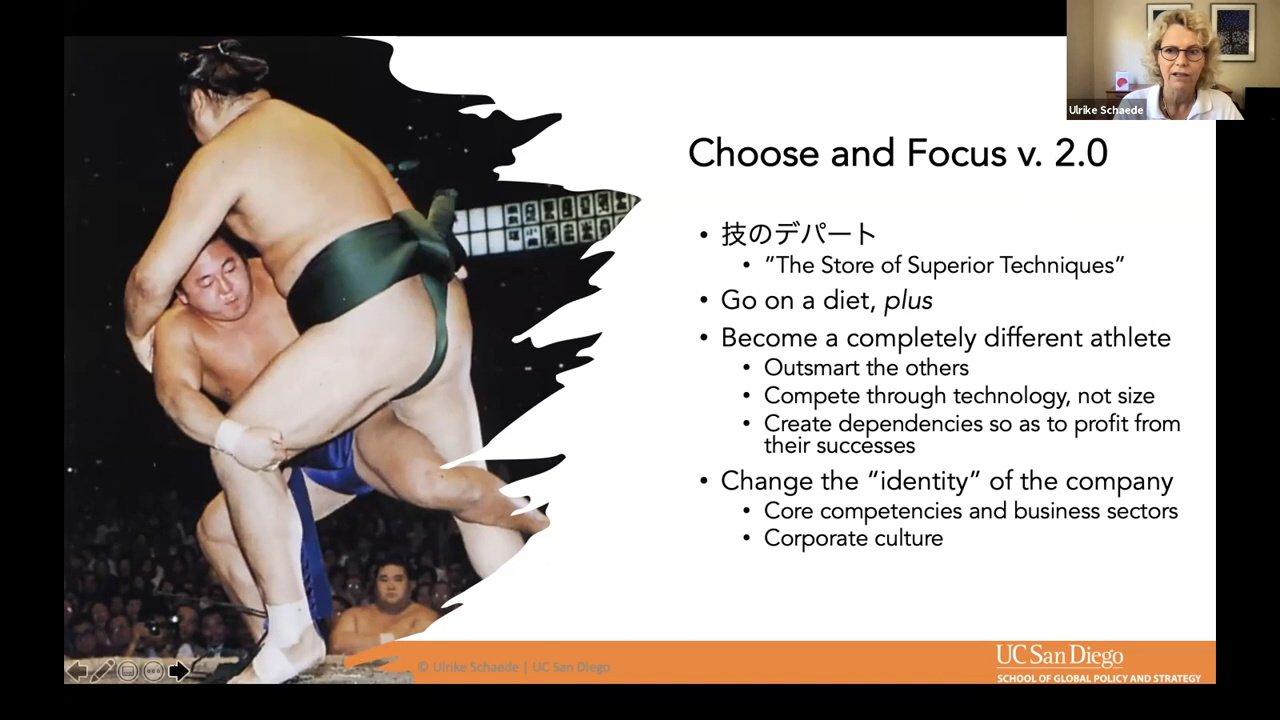 Ulrike Schaede
Choose and Focus v. 2.0
• 技のデパート
• “The Store of Superior Techniques”
• Go on a diet, plus
• Become a completely different athlete
• Outsmart the others
• Compete through technology, not size
• Create dependencies so as to profit from
their successes
• Change the “identity” of the company
• Core competencies and business sectors
• Corporate culture
© Ulrike Schaede | UC San Diego
UC San Diego
SCHOOL OF GLOBAL POLICY AND STRATEGY